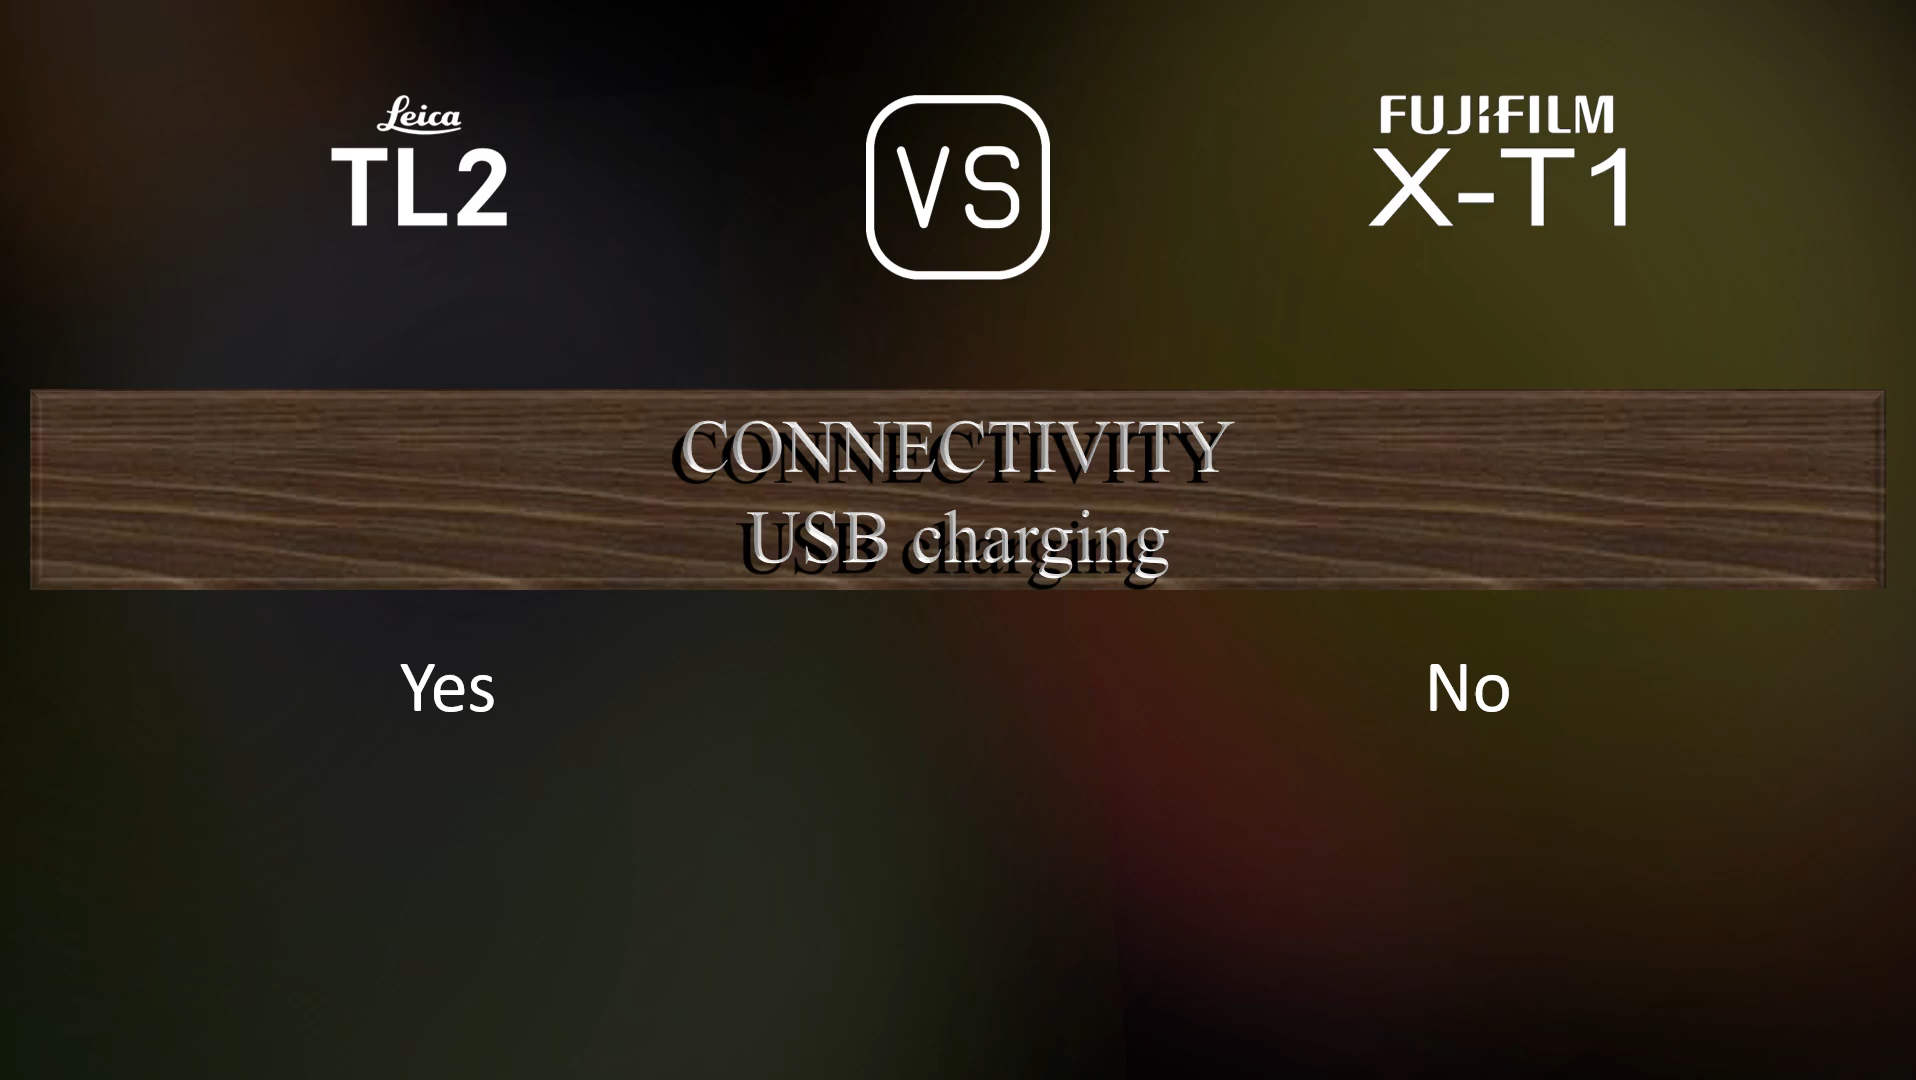 Leica
TL2
VS
FUJIFILM
X-T1
CONNECTIVITY
USB charging
Yes
No